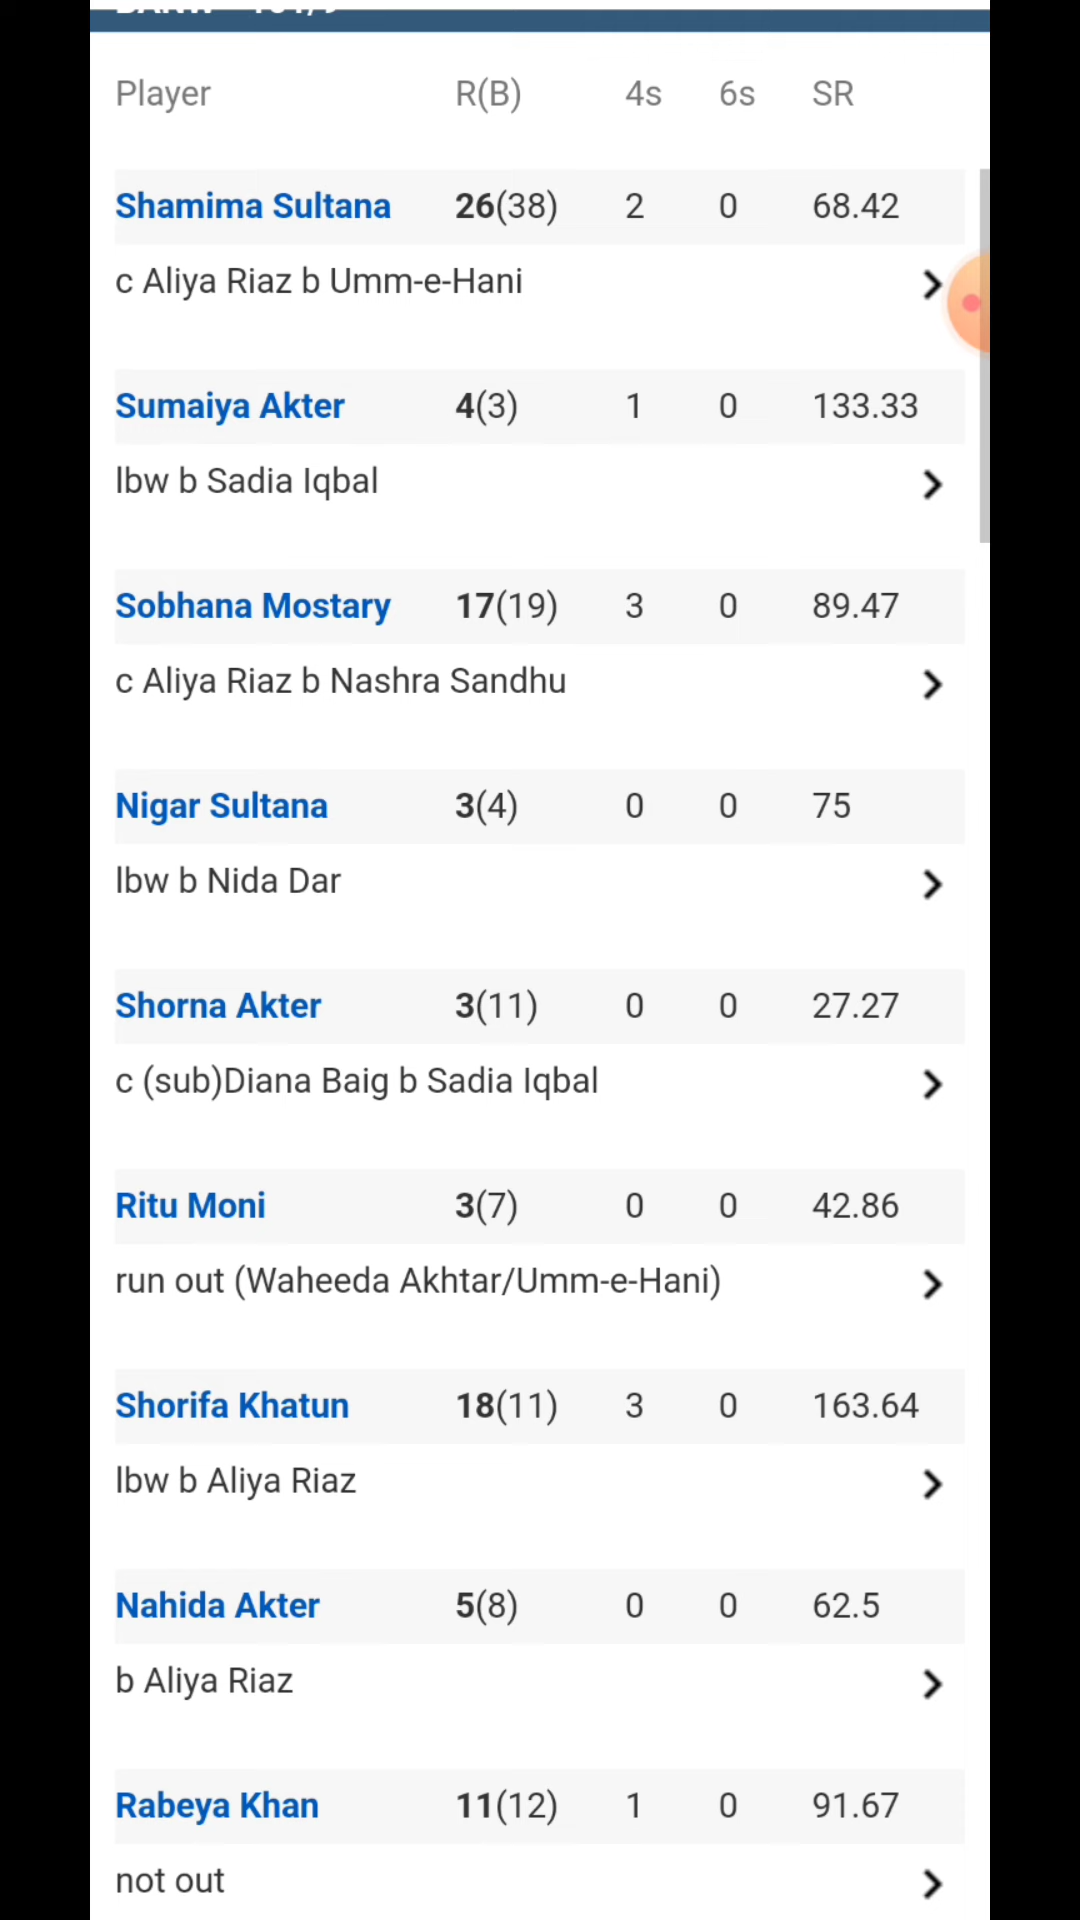 Player R(B) 4s 6s SR
Shamima Sultana 26(38) 2 0 68.42
c Aliya Riaz b Umm-e-Hani
Sumaiya Akter 4(3) 1 0 133.33
lbw b Sadia Iqbal
Sobhana Mostary 17(19) 3 0 89.47
c Aliya Riaz b Nashra Sandhu
Nigar Sultana 3(4) 0 0 75
lbw b Nida Dar
Shorna Akter 3(11) 0 0 27.27
c (sub)Diana Baig b Sadia Iqbal
Ritu Moni 3(7) 0 0 42.86
run out (Waheeda Akhtar/Umm-e-Hani)
Shorifa Khatun 18(11) 3 0 163.64
lbw b Aliya Riaz
Nahida Akter 5(8) 0 0 62.5
b Aliya Riaz
Rabeya Khan 11(12) 1 0 91.67
not out